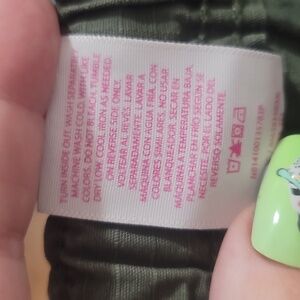 TURN INSIDE OUT. WASH SEPARATELY.
MACHINE WASH COLD, WITH LIKE
COLORS. DO NOT BLEACH. TUMBLE
DRY LOW. COOL IRON AS NEEDED
ON REVERSE SIDE ONLY.
VOLTEAR AL REVÉS. LAVAR
SEPARADAMENTE. LAVAR A
MÁQUINA CON AGUA FRÍA, CON
COLORES SIMILARES. NO USAR
BLANQUEADOR. SECAR EN
MÁQUINA A TEMPERATURA BAJA.
PLANCHAR EN FRÍO SEGÚN SE
NECESITE, POR EL LADO DEL
REVERSO SOLAMENTE.